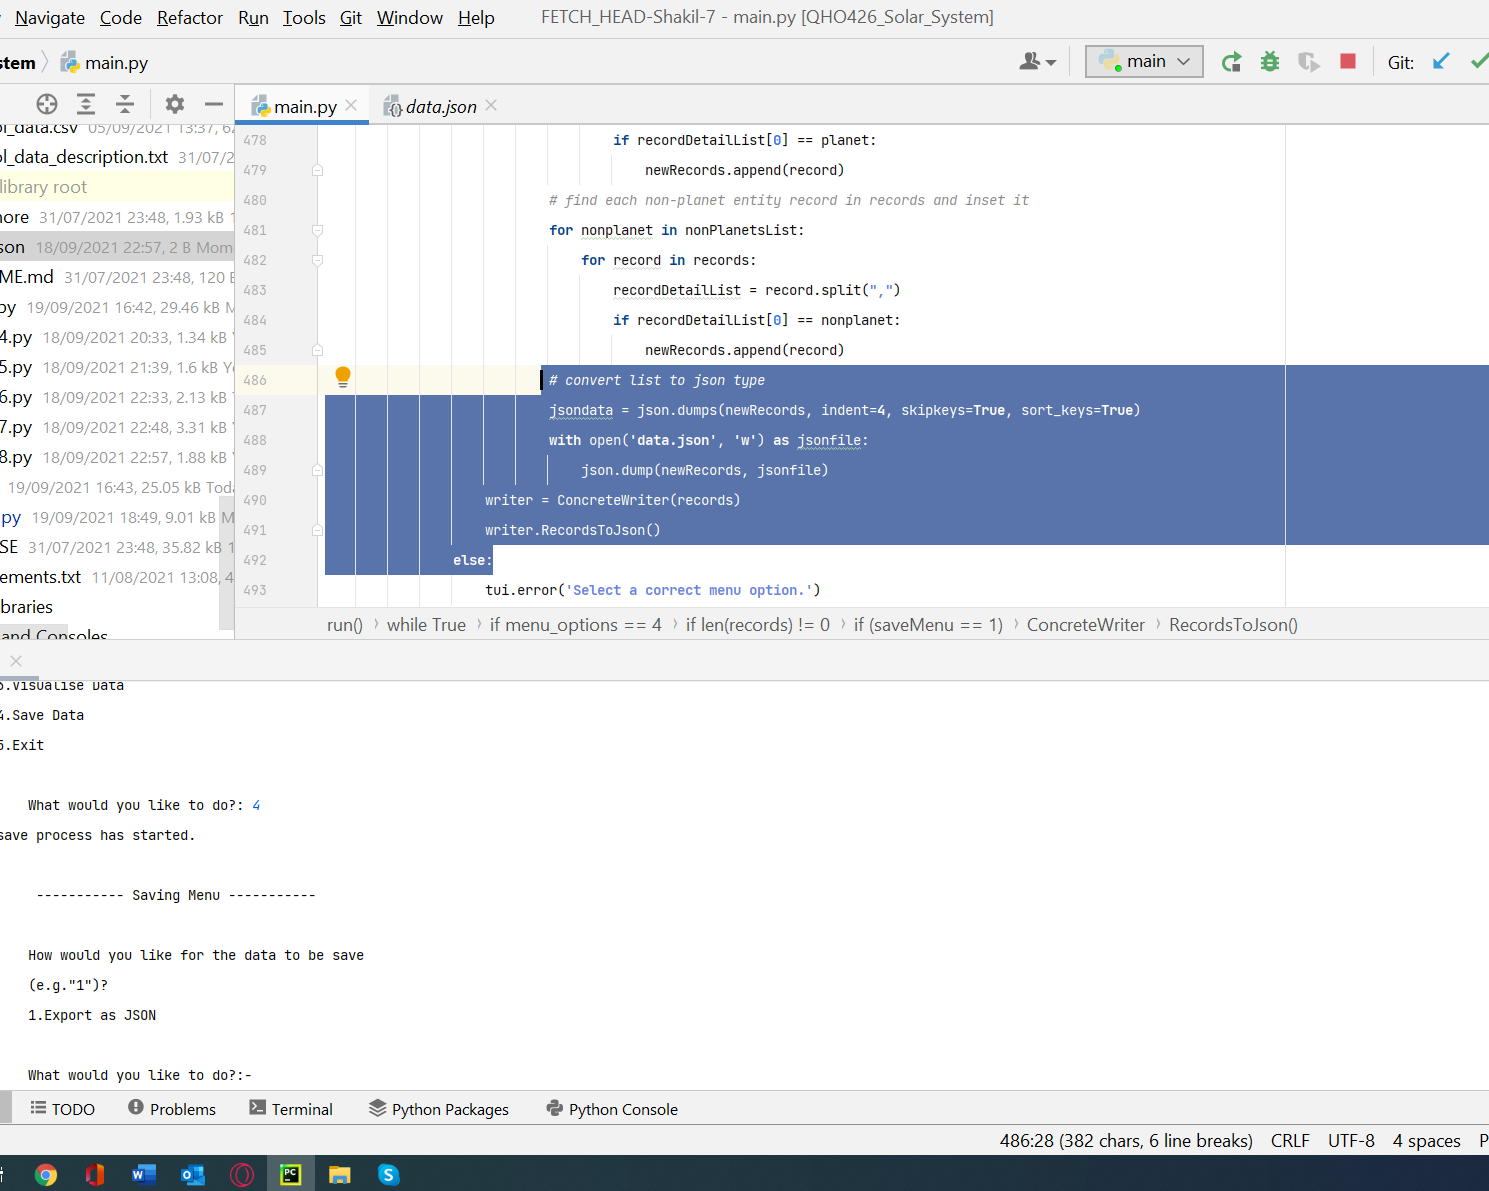 Navigate Code Refactor Run Tools Git Window Help FETCH_HEAD-Shakil-7 - main.py [QHO426_Solar_System]
stem main.py main Git:
main.py data.json
ol_data.csv 05/09/2021 13:37, 62
ol_data_description.txt 31/07/2
library root
nore 31/07/2021 23:48, 1.93 kB 1
son 18/09/2021 22:57, 2 B Mom
ME.md 31/07/2021 23:48, 120 B
py 19/09/2021 16:42, 29.46 kB M
4.py 18/09/2021 20:33, 1.34 kB Y
5.py 18/09/2021 21:39, 1.6 kB Ye
6.py 18/09/2021 22:33, 2.13 kB
7.py 18/09/2021 22:48, 3.31 kB Y
8.py 18/09/2021 22:57, 1.88 kB Y
19/09/2021 16:43, 25.05 kB Toda
.py 19/09/2021 18:49, 9.01 kB M
SE 31/07/2021 23:48, 35.82 kB 1
ements.txt 11/08/2021 13:08, 4
braries
and Consoles
478 if recordDetailList[0] == planet:
479 newRecords.append(record)
480 # find each non-planet entity record in records and inset it
481 for nonplanet in nonPlanetsList:
482 for record in records:
483 recordDetailList = record.split(",")
484 if recordDetailList[0] == nonplanet:
485 newRecords.append(record)
486 # convert list to json type
487 jsondata = json.dumps(newRecords, indent=4, skipkeys=True, sort_keys=True)
488 with open('data.json', 'w') as jsonfile:
489 json.dump(newRecords, jsonfile)
490 writer = ConcreteWriter(records)
491 writer.RecordsToJson()
492 else:
493 tui.error('Select a correct menu option.')
run() › while True › if menu_options == 4 › if len(records) != 0 › if (saveMenu == 1) › ConcreteWriter › RecordsToJson()
3.Visualise Data
4.Save Data
5.Exit
What would you like to do?: 4
save process has started.
----------- Saving Menu -----------
How would you like for the data to be save
(e.g."1")?
1.Export as JSON
What would you like to do?:-
TODO Problems Terminal Python Packages Python Console
486:28 (382 chars, 6 line breaks) CRLF UTF-8 4 spaces P